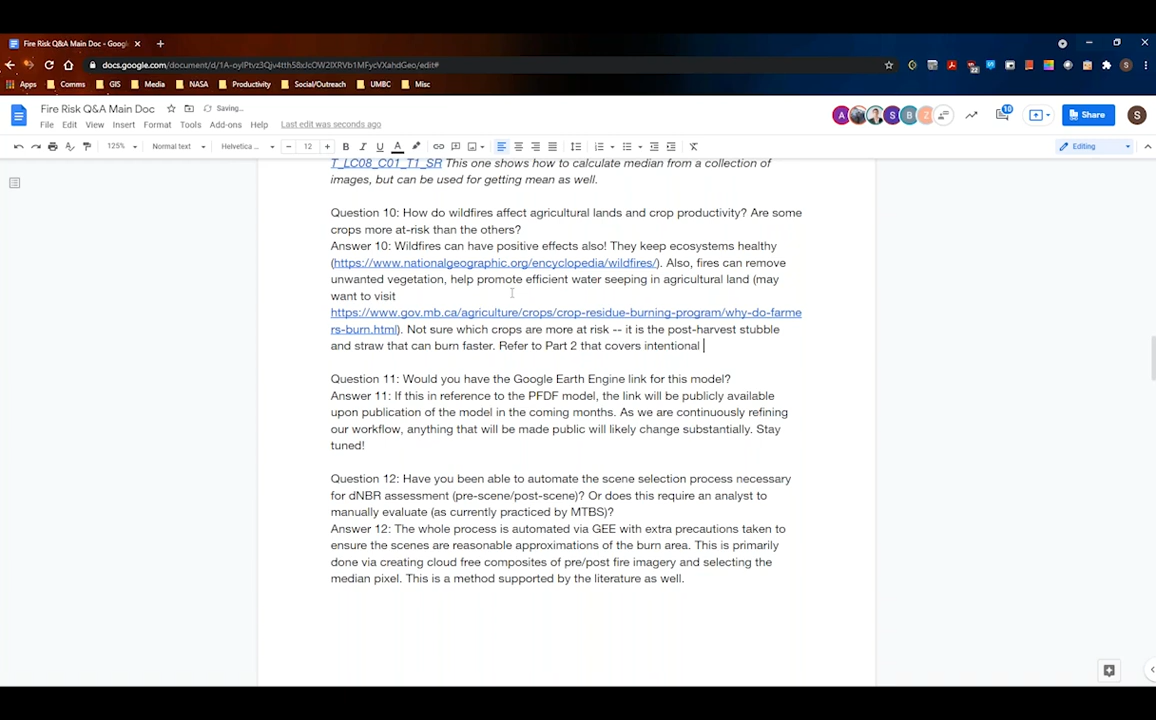 Fire Risk Q&A Main Doc - Googl
docs.google.com/document/d/
Apps Comms GIS Media NASA Productivity Social/Outreach UMBC Misc
Fire Risk Q&A Main Doc Saving...
File Edit View Insert Format Tools Add-ons Help Last edit was seconds ago
A S B Z 10 Share S
125% Normal text Helvetica ... 12 B I U A Editing
T_LC08_C01_T1_SR This one shows how to calculate median from a collection of
images, but can be used for getting mean as well.
Question 10: How do wildfires affect agricultural lands and crop productivity? Are some
crops more at-risk than the others?
Answer 10: Wildfires can have positive effects also! They keep ecosystems healthy
(https://www.nationalgeographic.org/encyclopedia/wildfires/). Also, fires can remove
unwanted vegetation, help promote efficient water seeping in agricultural land (may
want to visit
https://www.gov.mb.ca/agriculture/crops/crop-residue-burning-program/why-do-farme
rs-burn.html). Not sure which crops are more at risk -- it is the post-harvest stubble
and straw that can burn faster. Refer to Part 2 that covers intentional
Question 11: Would you have the Google Earth Engine link for this model?
Answer 11: If this in reference to the PFDF model, the link will be publicly available
upon publication of the model in the coming months. As we are continuously refining
our workflow, anything that will be made public will likely change substantially. Stay
tuned!
Question 12: Have you been able to automate the scene selection process necessary
for dNBR assessment (pre-scene/post-scene)? Or does this require an analyst to
manually evaluate (as currently practiced by MTBS)?
Answer 12: The whole process is automated via GEE with extra precautions taken to
ensure the scenes are reasonable approximations of the burn area. This is primarily
done via creating cloud free composites of pre/post fire imagery and selecting the
median pixel. This is a method supported by the literature as well.